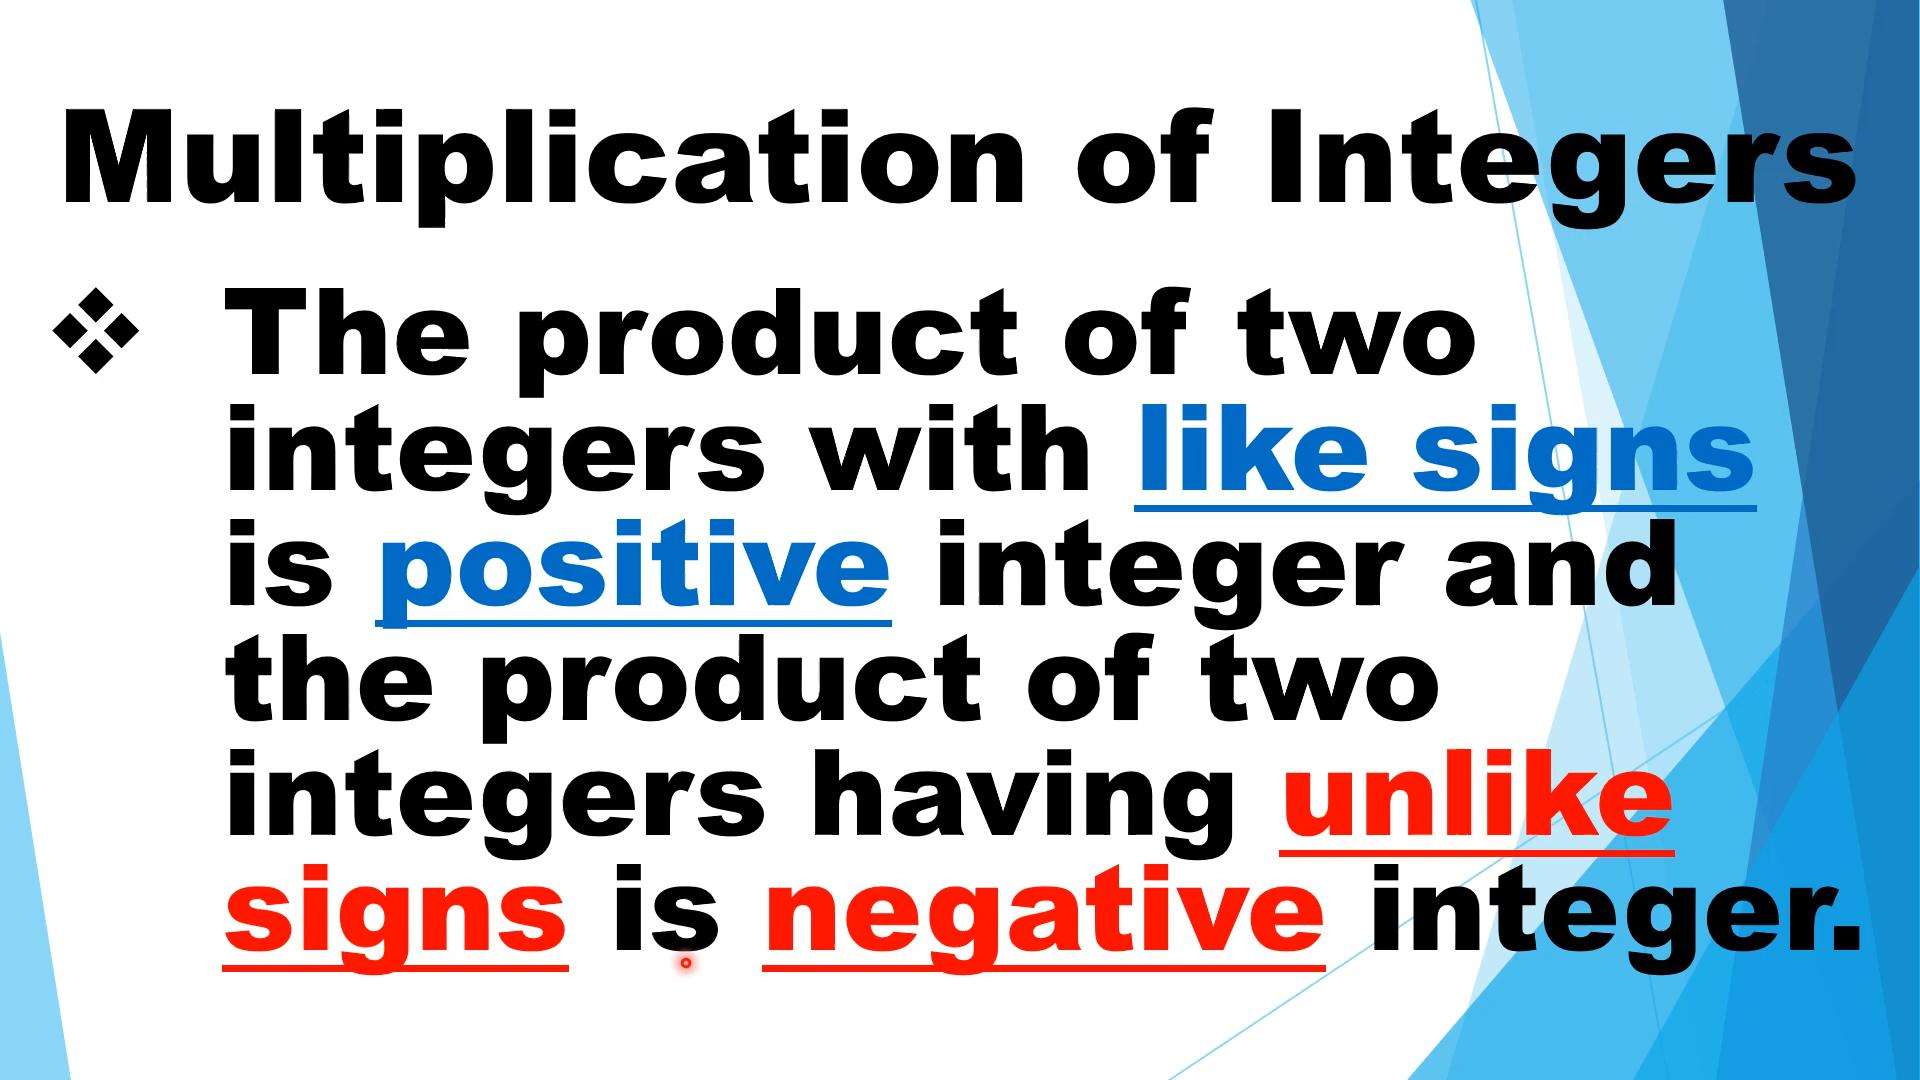 Multiplication of Integers
❖ The product of two
integers with like signs
is positive integer and
the product of two
integers having unlike
signs is negative integer.